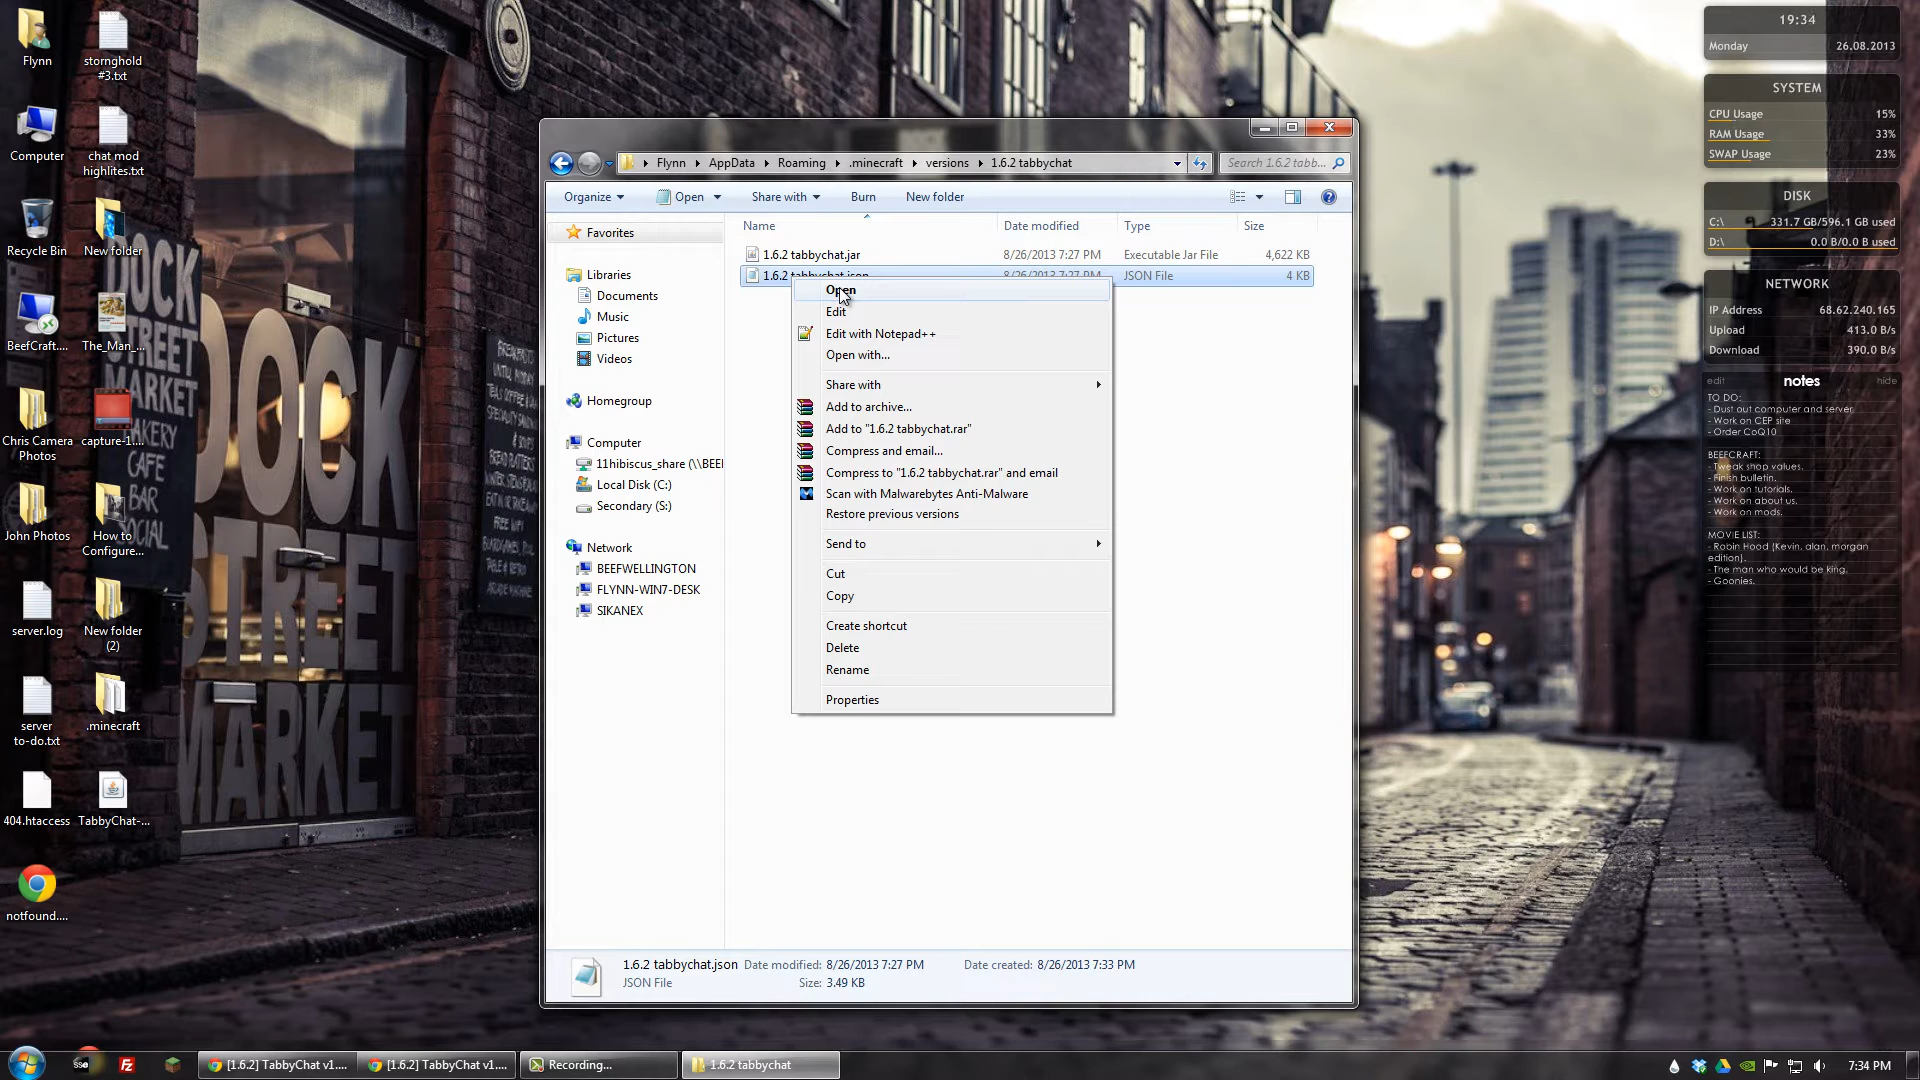 Flynn
stornghold
#3.txt
Computer
chat mod
highlites.txt
Recycle Bin
New folder
BeefCraft....
The_Man_...
Chris Camera
Photos
capture-1....
John Photos
How to
Configure...
server.log
New folder
(2)
server
to-do.txt
.minecraft
404.htaccess
TabbyChat-...
notfound....
DOCK
STREET
MARKET
BAKERY
CAFE
BAR
SOCIAL
DOCK
STREET
MARKET
Flynn
AppData
Roaming
.minecraft
versions
1.6.2 tabbychat
Search 1.6.2 tabb...
Organize
Open
Share with
Burn
New folder
Favorites
Libraries
Documents
Music
Pictures
Videos
Homegroup
Computer
11hibiscus_share (\\BEE
Local Disk (C:)
Secondary (S:)
Network
BEEFWELLINGTON
FLYNN-WIN7-DESK
SIKANEX
Name Date modified Type Size
1.6.2 tabbychat.jar 8/26/2013 7:27 PM Executable Jar File 4,622 KB
1.6.2 tabbychat.json 8/26/2013 7:27 PM JSON File 4 KB
Open
Edit
Edit with Notepad++
Open with...
Share with
Add to archive...
Add to "1.6.2 tabbychat.rar"
Compress and email...
Compress to "1.6.2 tabbychat.rar" and email
Scan with Malwarebytes Anti-Malware
Restore previous versions
Send to
Cut
Copy
Create shortcut
Delete
Rename
Properties
1.6.2 tabbychat.json Date modified: 8/26/2013 7:27 PM Date created: 8/26/2013 7:33 PM
JSON File Size: 3.49 KB
19:34
Monday 26.08.2013
SYSTEM
CPU Usage 15%
RAM Usage 33%
SWAP Usage 23%
DISK
C:\ 331.7 GB/596.1 GB used
D:\ 0.0 B/0.0 B used
NETWORK
IP Address 68.62.240.165
Upload 413.0 B/s
Download 390.0 B/s
edit notes hide
TO DO:
- Dust out computer and server.
- Work on CEP site
- Order CoQ10
BEEFCRAFT:
- Tweak shop values.
- Finish bulletin.
- Work on tutorials.
- Work on about us.
- Work on mods.
MOVIE LIST:
- Robin Hood (Kevin, alan, morgan
edition).
- The man who would be king.
- Goonies.
sse
Fz
[1.6.2] TabbyChat v1....
[1.6.2] TabbyChat v1....
Recording...
1.6.2 tabbychat
7:34 PM